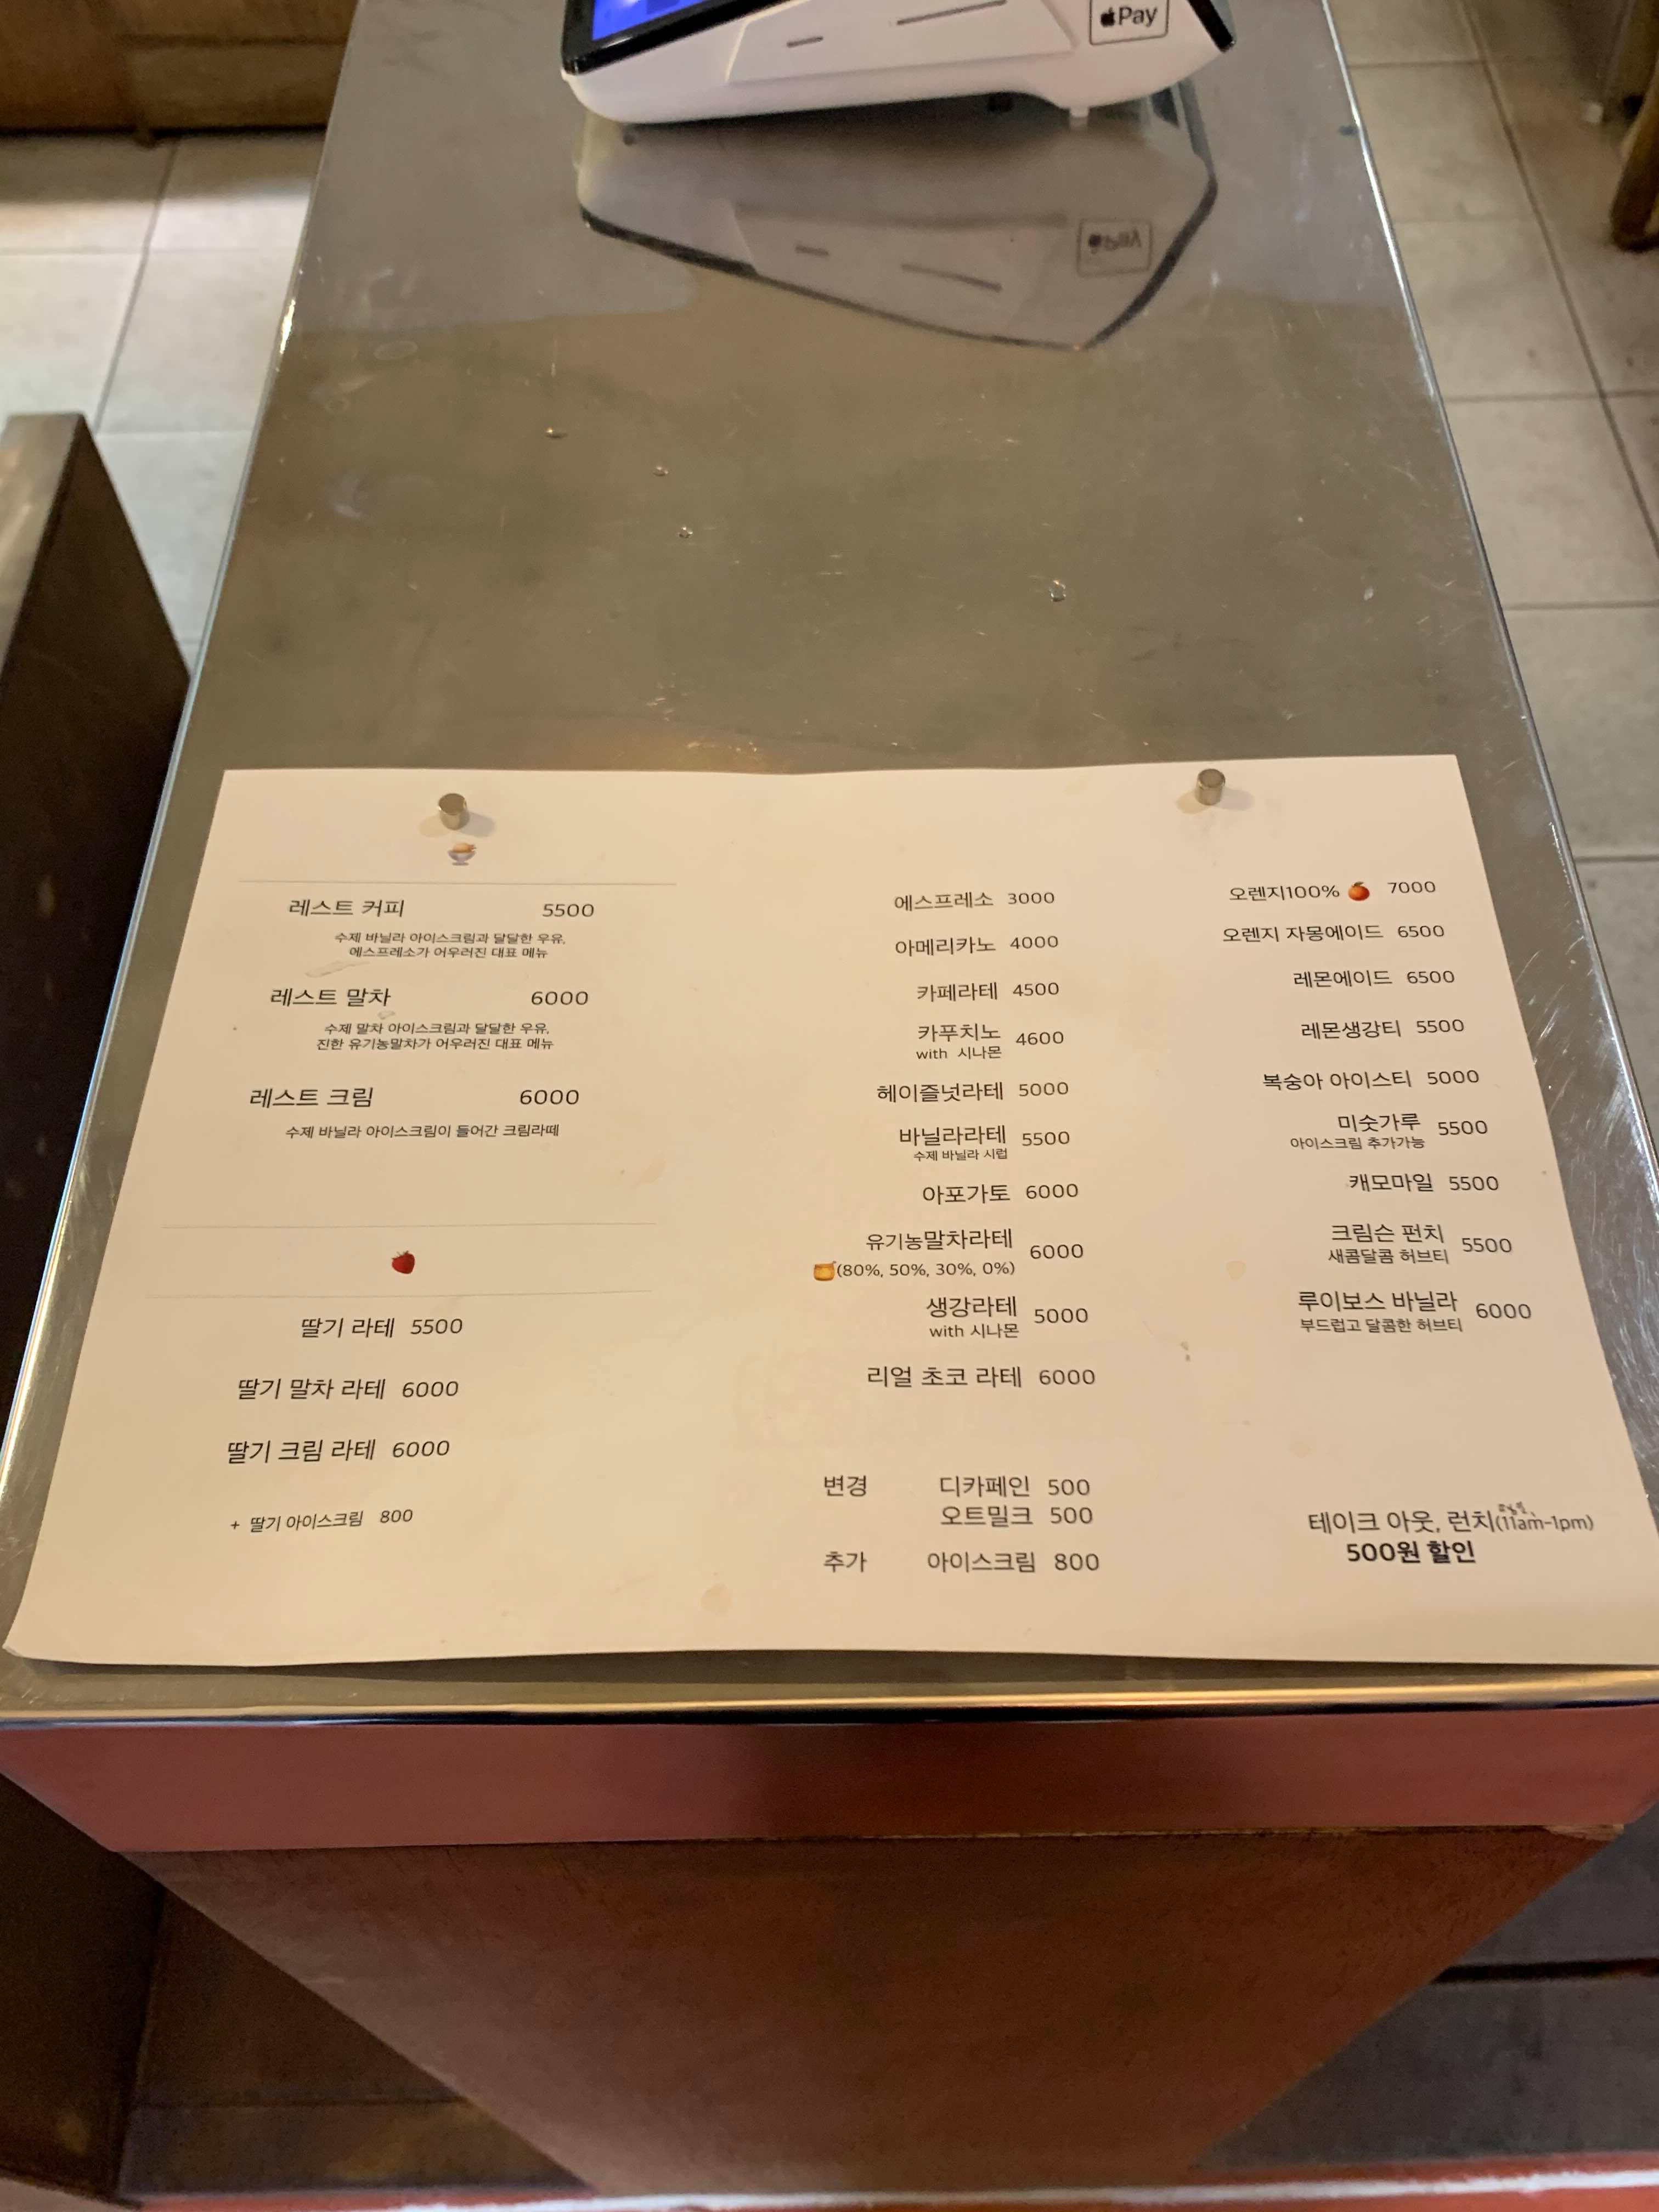 Pay
레스트 커피 5500
수제 바닐라 아이스크림과 달달한 우유,
에스프레소가 어우러진 대표 메뉴
레스트 말차 6000
수제 말차 아이스크림과 달달한 우유,
진한 유기농말차가 어우러진 대표 메뉴
레스트 크림 6000
수제 바닐라 아이스크림이 들어간 크림라떼
딸기 라테 5500
딸기 말차 라테 6000
딸기 크림 라테 6000
+ 딸기 아이스크림 800
에스프레소 3000
아메리카노 4000
카페라테 4500
카푸치노 4600
with 시나몬
헤이즐넛라테 5000
바닐라라테 5500
수제 바닐라 시럽
아포가토 6000
유기농말차라테 6000
(80%, 50%, 30%, 0%)
생강라테 5000
with 시나몬
리얼 초코 라테 6000
변경 디카페인 500
오트밀크 500
추가 아이스크림 800
오렌지100% 7000
오렌지 자몽에이드 6500
레몬에이드 6500
레몬생강티 5500
복숭아 아이스티 5000
미숫가루 5500
아이스크림 추가가능
캐모마일 5500
크림슨 펀치 5500
새콤달콤 허브티
루이보스 바닐라 6000
부드럽고 달콤한 허브티
테이크 아웃, 런치(11am-1pm)
500원 할인